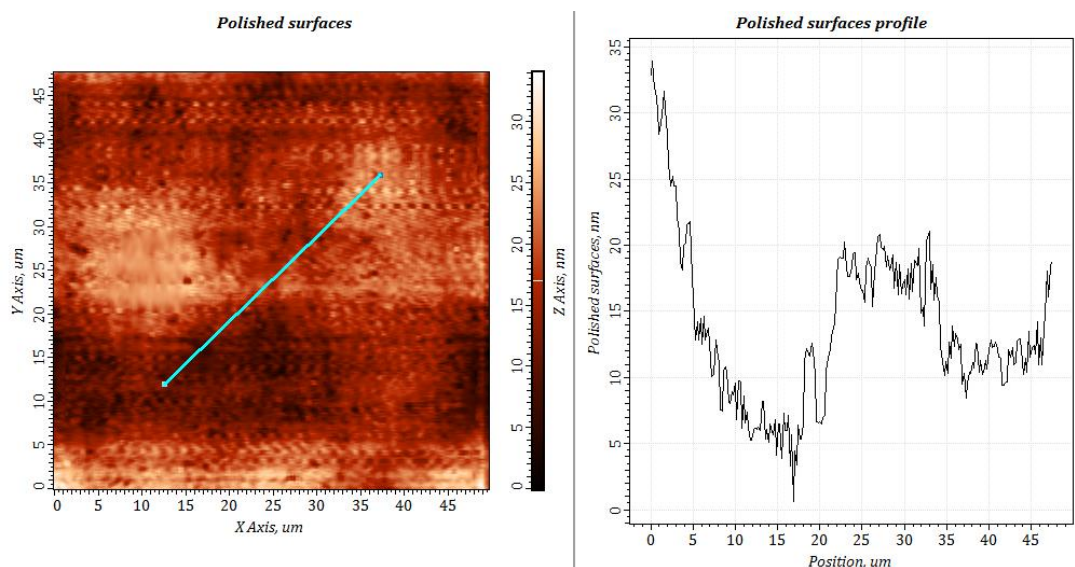 Polished surfaces
Y Axis, um
45
40
35
30
25
20
15
10
5
0
0 5 10 15 20 25 30 35 40 45
X Axis, um
Z Axis, nm
30
25
20
15
10
5
0
Polished surfaces profile
Polished surfaces, nm
35
30
25
20
15
10
5
0
0 5 10 15 20 25 30 35 40 45
Position, um